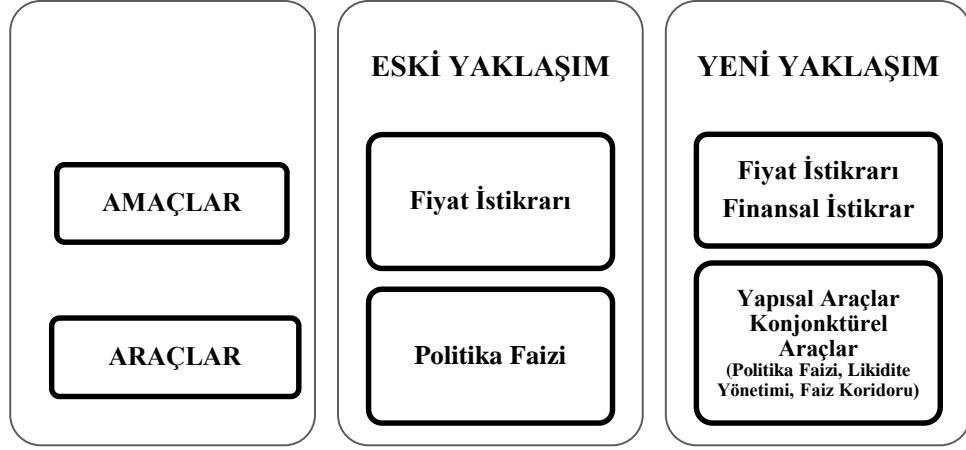 AMAÇLAR
ARAÇLAR
ESKİ YAKLAŞIM
Fiyat İstikrarı
Politika Faizi
YENİ YAKLAŞIM
Fiyat İstikrarı
Finansal İstikrar
Yapısal Araçlar
Konjonktürel
Araçlar
(Politika Faizi, Likidite
Yönetimi, Faiz Koridoru)